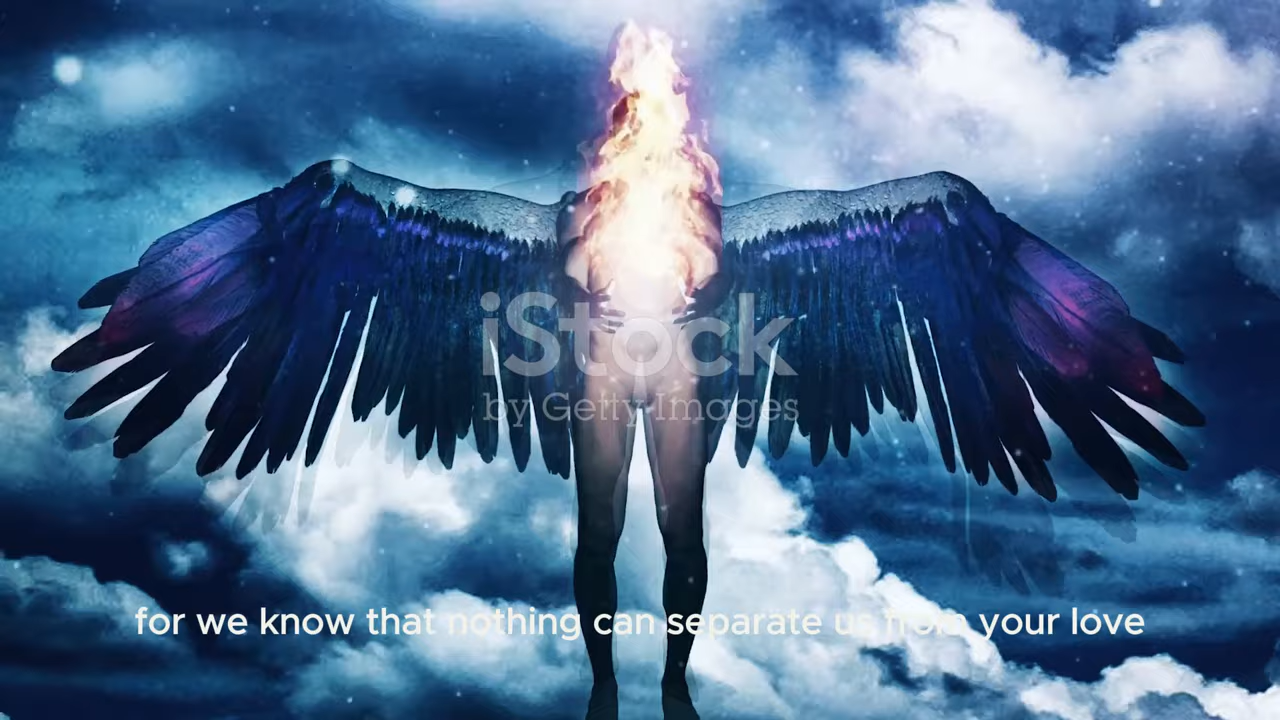 iStock
by Getty Images
for we know that nothing can separate us from your love